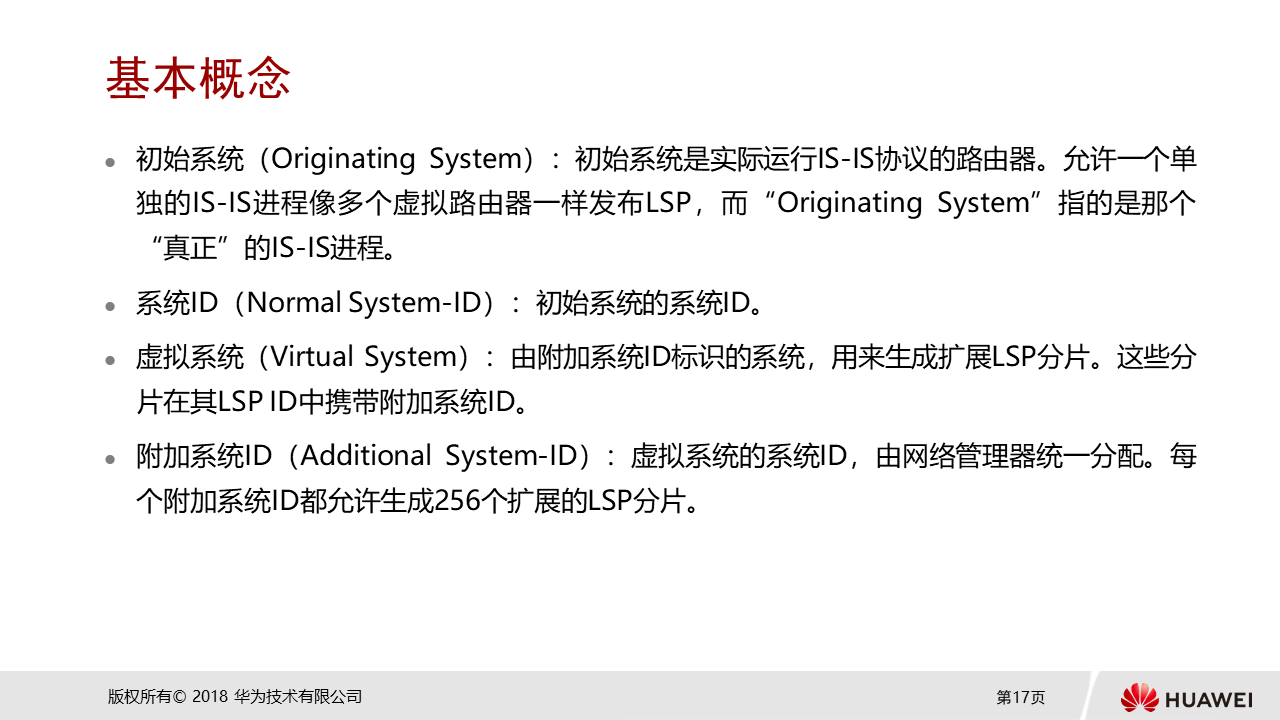 基本概念
初始系统（Originating System）：初始系统是实际运行IS-IS协议的路由器。允许一个单
独的IS-IS进程像多个虚拟路由器一样发布LSP，而“Originating System”指的是那个
“真正”的IS-IS进程。
系统ID（Normal System-ID）：初始系统的系统ID。
虚拟系统（Virtual System）：由附加系统ID标识的系统，用来生成扩展LSP分片。这些分
片在其LSP ID中携带附加系统ID。
附加系统ID（Additional System-ID）：虚拟系统的系统ID，由网络管理器统一分配。每
个附加系统ID都允许生成256个扩展的LSP分片。
版权所有© 2018 华为技术有限公司
第17页
HUAWEI